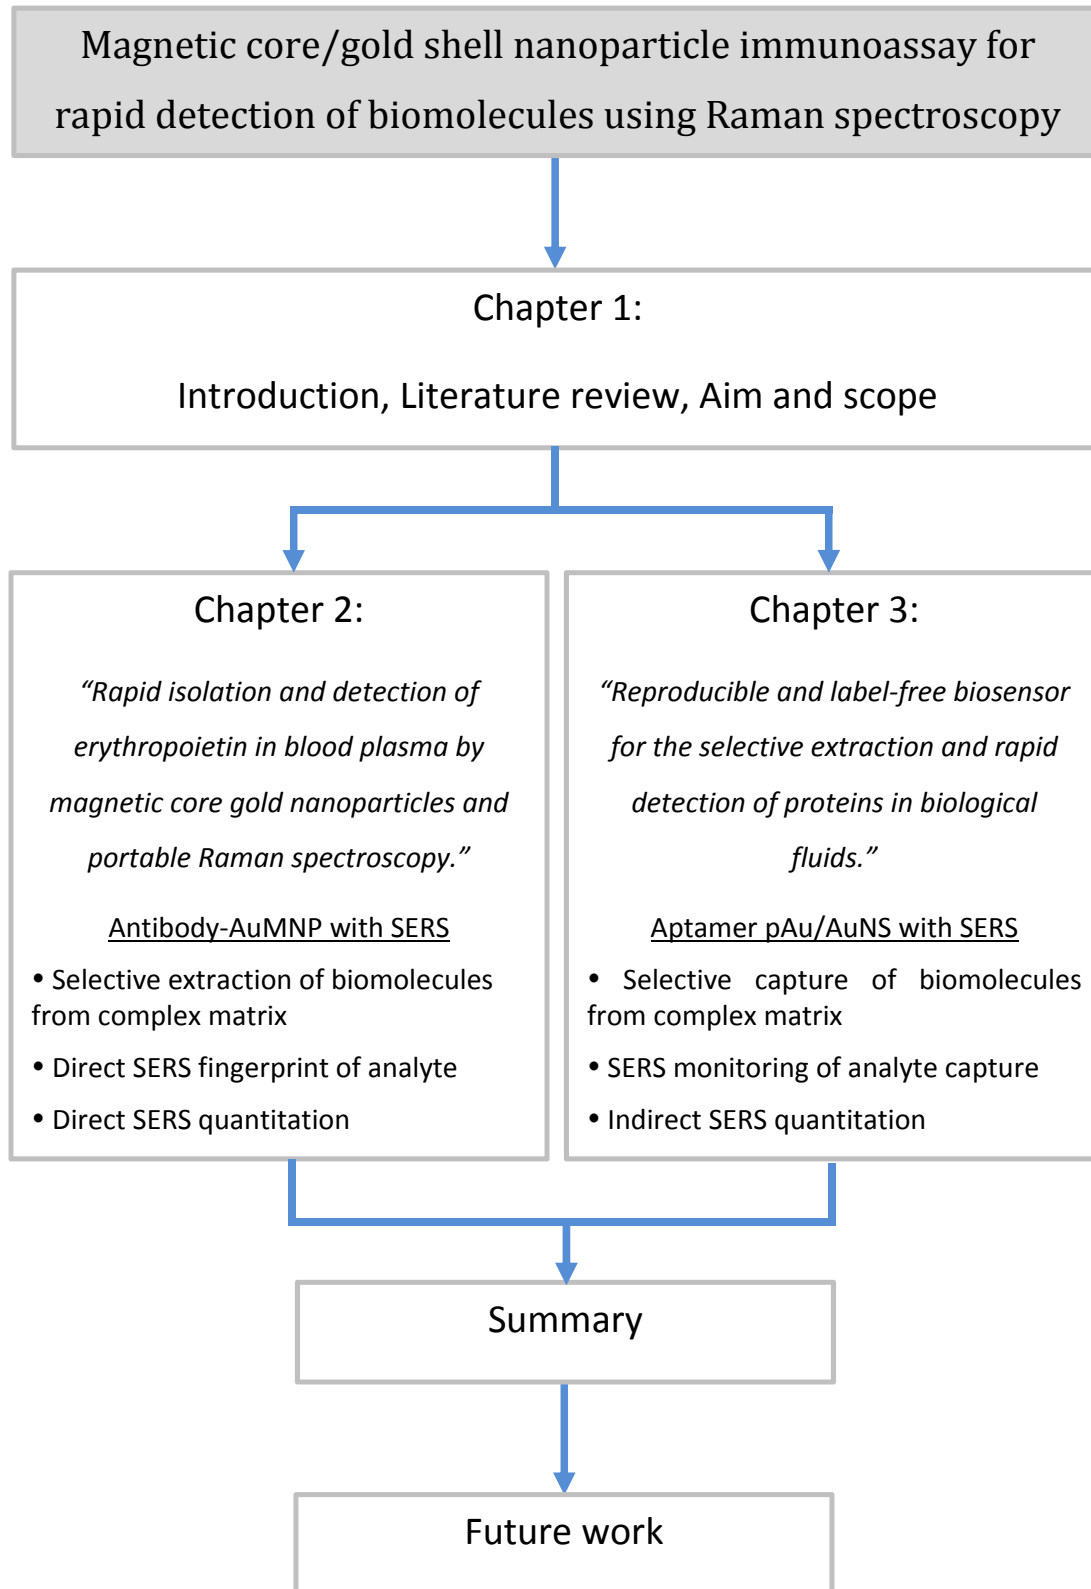 Magnetic core/gold shell nanoparticle immunoassay for
rapid detection of biomolecules using Raman spectroscopy
Chapter 1:
Introduction, Literature review, Aim and scope
Chapter 2:
“Rapid isolation and detection of
erythropoietin in blood plasma by
magnetic core gold nanoparticles and
portable Raman spectroscopy.”
Antibody-AuMNP with SERS
• Selective extraction of biomolecules
from complex matrix
• Direct SERS fingerprint of analyte
• Direct SERS quantitation
Chapter 3:
“Reproducible and label-free biosensor
for the selective extraction and rapid
detection of proteins in biological
fluids.”
Aptamer pAu/AuNS with SERS
• Selective capture of biomolecules
from complex matrix
• SERS monitoring of analyte capture
• Indirect SERS quantitation
Summary
Future work